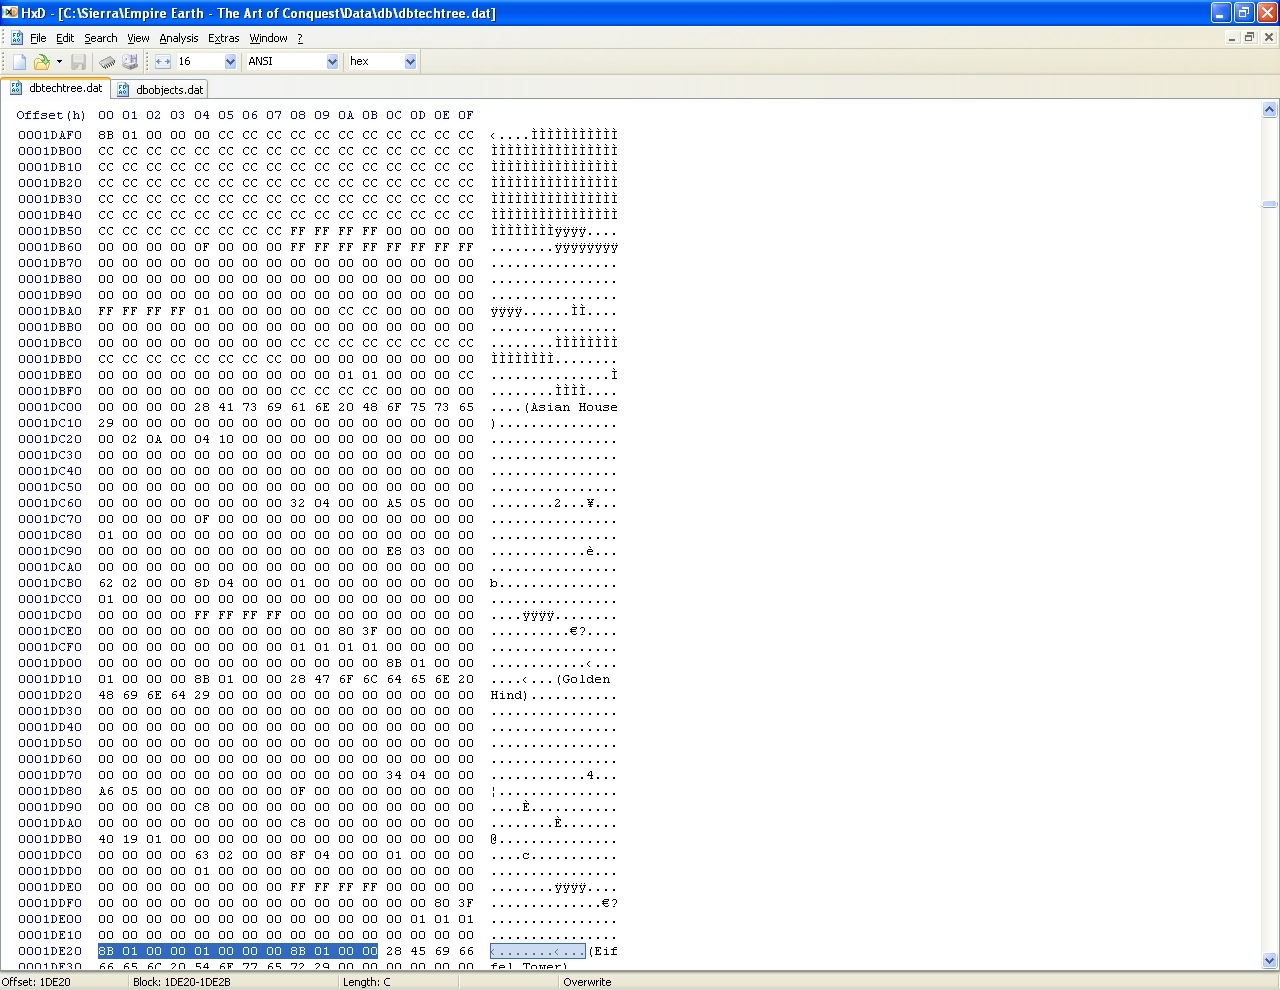 HxD - [C:\Sierra\Empire Earth - The Art of Conquest\Data\db\dbtechtree.dat]
File Edit Search View Analysis Extras Window ?
16 ANSI hex
dbtechtree.dat dbobjects.dat
Offset(h) 00 01 02 03 04 05 06 07 08 09 0A 0B 0C 0D 0E 0F
0001DAF0 8B 01 00 00 00 CC CC CC CC CC CC CC CC CC CC CC ‹....ÌÌÌÌÌÌÌÌÌÌÌ
0001DB00 CC CC CC CC CC CC CC CC CC CC CC CC CC CC CC CC ÌÌÌÌÌÌÌÌÌÌÌÌÌÌÌÌ
0001DB10 CC CC CC CC CC CC CC CC CC CC CC CC CC CC CC CC ÌÌÌÌÌÌÌÌÌÌÌÌÌÌÌÌ
0001DB20 CC CC CC CC CC CC CC CC CC CC CC CC CC CC CC CC ÌÌÌÌÌÌÌÌÌÌÌÌÌÌÌÌ
0001DB30 CC CC CC CC CC CC CC CC CC CC CC CC CC CC CC CC ÌÌÌÌÌÌÌÌÌÌÌÌÌÌÌÌ
0001DB40 CC CC CC CC CC CC CC CC CC CC CC CC CC CC CC CC ÌÌÌÌÌÌÌÌÌÌÌÌÌÌÌÌ
0001DB50 CC CC CC CC CC CC CC CC FF FF FF FF 00 00 00 00 ÌÌÌÌÌÌÌÌÿÿÿÿ....
0001DB60 00 00 00 00 0F 00 00 00 FF FF FF FF FF FF FF FF ........ÿÿÿÿÿÿÿÿ
0001DB70 00 00 00 00 00 00 00 00 00 00 00 00 00 00 00 00 ................
0001DB80 00 00 00 00 00 00 00 00 00 00 00 00 00 00 00 00 ................
0001DB90 00 00 00 00 00 00 00 00 00 00 00 00 00 00 00 00 ................
0001DBA0 FF FF FF FF 01 00 00 00 00 00 CC CC 00 00 00 00 ÿÿÿÿ......ÌÌ....
0001DBB0 00 00 00 00 00 00 00 00 00 00 00 00 00 00 00 00 ................
0001DBC0 00 00 00 00 00 00 00 00 CC CC CC CC CC CC CC CC ........ÌÌÌÌÌÌÌÌ
0001DBD0 CC CC CC CC CC CC CC CC 00 00 00 00 00 00 00 00 ÌÌÌÌÌÌÌÌ........
0001DBE0 00 00 00 00 00 00 00 00 00 00 01 01 00 00 00 CC ...............Ì
0001DBF0 00 00 00 00 00 00 00 00 CC CC CC CC 00 00 00 00 ........ÌÌÌÌ....
0001DC00 00 00 00 00 28 41 73 69 61 6E 20 48 6F 75 73 65 ....(Asian House
0001DC10 29 00 00 00 00 00 00 00 00 00 00 00 00 00 00 00 )...............
0001DC20 00 02 0A 00 04 10 00 00 00 00 00 00 00 00 00 00 ................
0001DC30 00 00 00 00 00 00 00 00 00 00 00 00 00 00 00 00 ................
0001DC40 00 00 00 00 00 00 00 00 00 00 00 00 00 00 00 00 ................
0001DC50 00 00 00 00 00 00 00 00 00 00 00 00 00 00 00 00 ................
0001DC60 00 00 00 00 00 00 00 00 32 04 00 00 A5 05 00 00 ........2...¥...
0001DC70 00 00 00 00 0F 00 00 00 00 00 00 00 00 00 00 00 ................
0001DC80 01 00 00 00 00 00 00 00 00 00 00 00 00 00 00 00 ................
0001DC90 00 00 00 00 00 00 00 00 00 00 00 00 E8 03 00 00 ............è...
0001DCA0 00 00 00 00 00 00 00 00 00 00 00 00 00 00 00 00 ................
0001DCB0 62 02 00 00 8D 04 00 00 01 00 00 00 00 00 00 00 b...............
0001DCC0 01 00 00 00 00 00 00 00 00 00 00 00 00 00 00 00 ................
0001DCD0 00 00 00 00 FF FF FF FF 00 00 00 00 00 00 00 00 ....ÿÿÿÿ........
0001DCE0 00 00 00 00 00 00 00 00 00 00 80 3F 00 00 00 00 ..........€?....
0001DCF0 00 00 00 00 00 00 00 00 01 01 01 01 00 00 00 00 ................
0001DD00 00 00 00 00 00 00 00 00 00 00 00 00 8B 01 00 00 ............‹...
0001DD10 01 00 00 00 8B 01 00 00 28 47 6F 6C 64 65 6E 20 ....‹...(Golden
0001DD20 48 69 6E 64 29 00 00 00 00 00 00 00 00 00 00 00 Hind)...........
0001DD30 00 00 00 00 00 00 00 00 00 00 00 00 00 00 00 00 ................
0001DD40 00 00 00 00 00 00 00 00 00 00 00 00 00 00 00 00 ................
0001DD50 00 00 00 00 00 00 00 00 00 00 00 00 00 00 00 00 ................
0001DD60 00 00 00 00 00 00 00 00 00 00 00 00 00 00 00 00 ................
0001DD70 00 00 00 00 00 00 00 00 00 00 00 00 34 04 00 00 ............4...
0001DD80 A6 05 00 00 00 00 00 00 0F 00 00 00 00 00 00 00 ¦...............
0001DD90 00 00 00 00 C8 00 00 00 00 00 00 00 00 00 00 00 ....È...........
0001DDA0 00 00 00 00 00 00 00 00 C8 00 00 00 00 00 00 00 ........È.......
0001DDB0 40 19 01 00 00 00 00 00 00 00 00 00 00 00 00 00 @...............
0001DDC0 00 00 00 00 63 02 00 00 8F 04 00 00 01 00 00 00 ....c...........
0001DDD0 00 00 00 00 01 00 00 00 00 00 00 00 00 00 00 00 ................
0001DDE0 00 00 00 00 00 00 00 00 FF FF FF FF 00 00 00 00 ........ÿÿÿÿ....
0001DDF0 00 00 00 00 00 00 00 00 00 00 00 00 00 00 80 3F ..............€?
0001DE00 00 00 00 00 00 00 00 00 00 00 00 00 00 01 01 01 ................
0001DE10 00 00 00 00 00 00 00 00 00 00 00 00 00 00 00 00 ................
0001DE20 8B 01 00 00 01 00 00 00 8B 01 00 00 28 45 69 66 ‹.......‹...(Eif
0001DE30 66 65 6C 20 54 6F 77 65 72 29 00 00 00 00 00 00 fel Tower)......
Offset: 1DE20 Block: 1DE20-1DE2B Length: C Overwrite